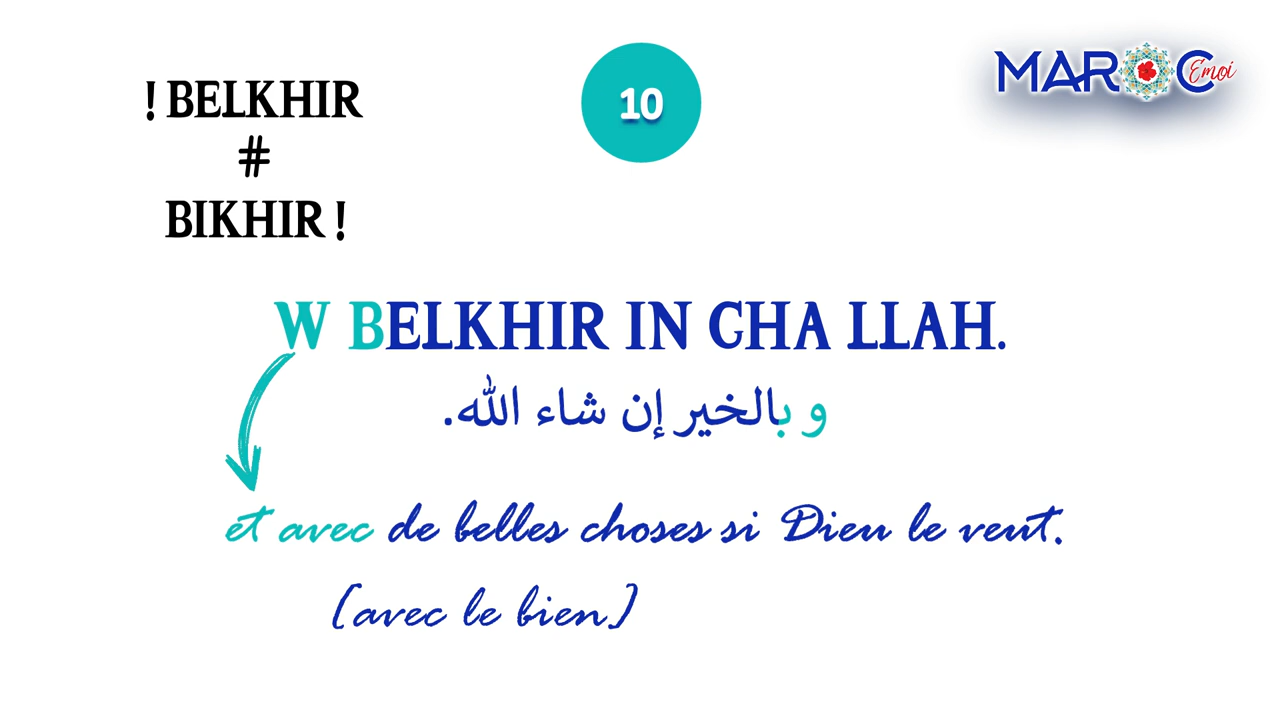 ! BELKHIR
#
BIKHIR !
10
MAROC Emoi
W BELKHIR IN CHA LLAH.
و بالخير إن شاء الله.
et avec de belles choses si Dieu le veut.
(avec le bien)